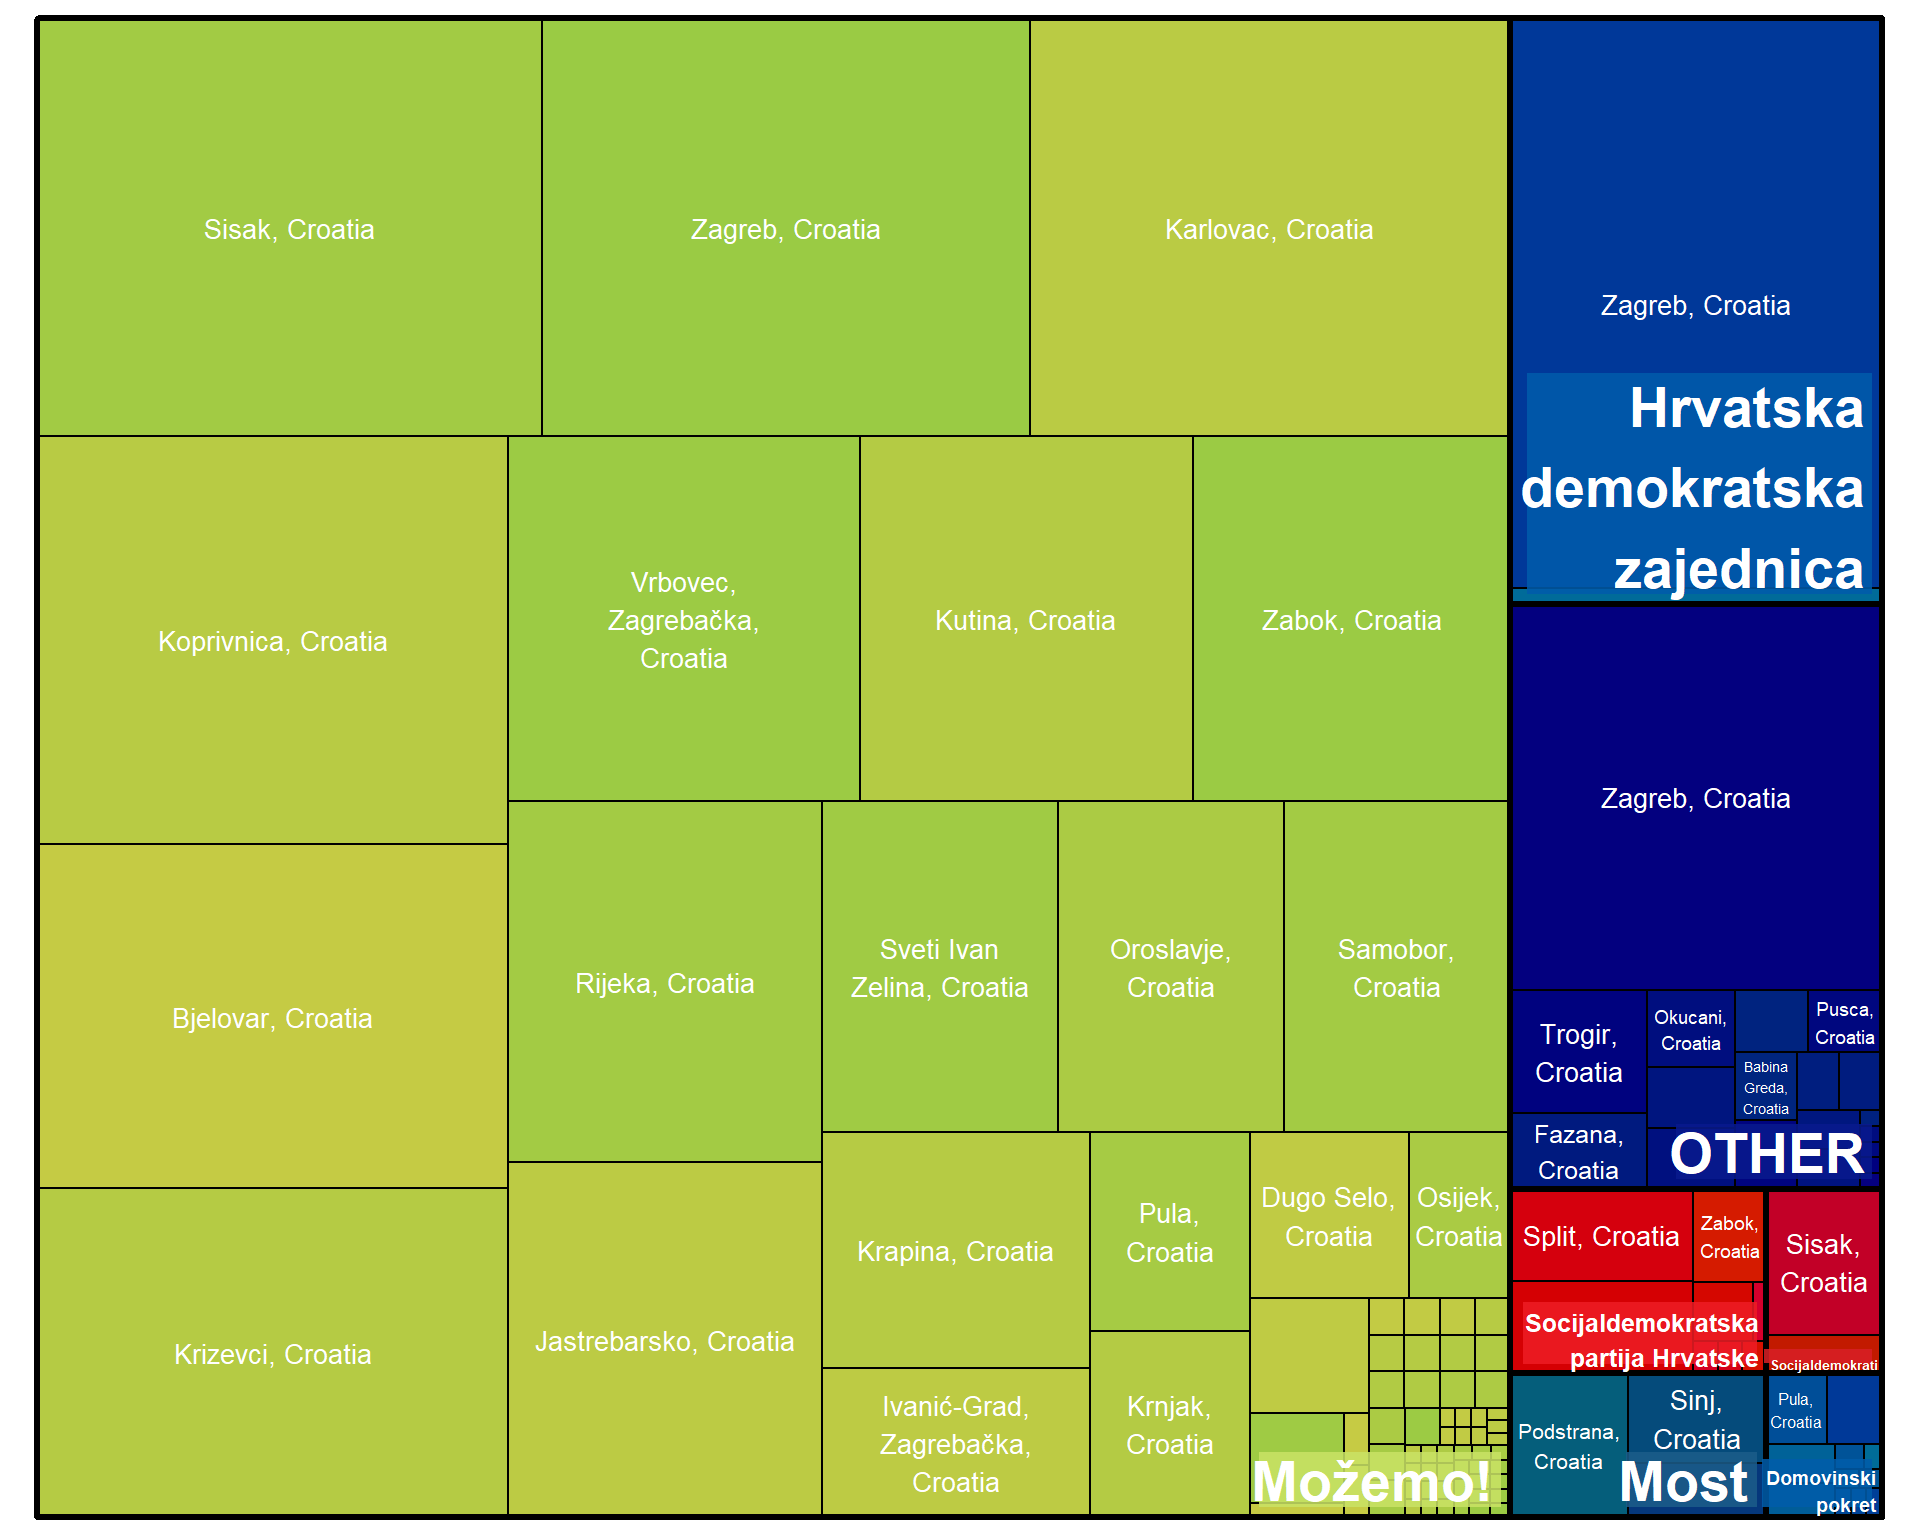 Sisak, Croatia
Zagreb, Croatia
Karlovac, Croatia
Zagreb, Croatia
Hrvatska
demokratska
zajednica
Koprivnica, Croatia
Vrbovec,
Zagrebačka,
Croatia
Kutina, Croatia
Zabok, Croatia
Zagreb, Croatia
Bjelovar, Croatia
Rijeka, Croatia
Sveti Ivan
Zelina, Croatia
Oroslavje,
Croatia
Samobor,
Croatia
Trogir,
Croatia
Okucani,
Croatia
Pusca,
Croatia
Babina
Greda,
Croatia
Fazana,
Croatia
OTHER
Krizevci, Croatia
Jastrebarsko, Croatia
Krapina, Croatia
Pula,
Croatia
Dugo Selo,
Croatia
Osijek,
Croatia
Ivanić-Grad,
Zagrebačka,
Croatia
Krnjak,
Croatia
Možemo!
Split, Croatia
Zabok,
Croatia
Socijaldemokratska
partija Hrvatske
Sisak,
Croatia
Socijaldemokrati
Podstrana,
Croatia
Sinj,
Croatia
Most
Pula,
Croatia
Domovinski
pokret